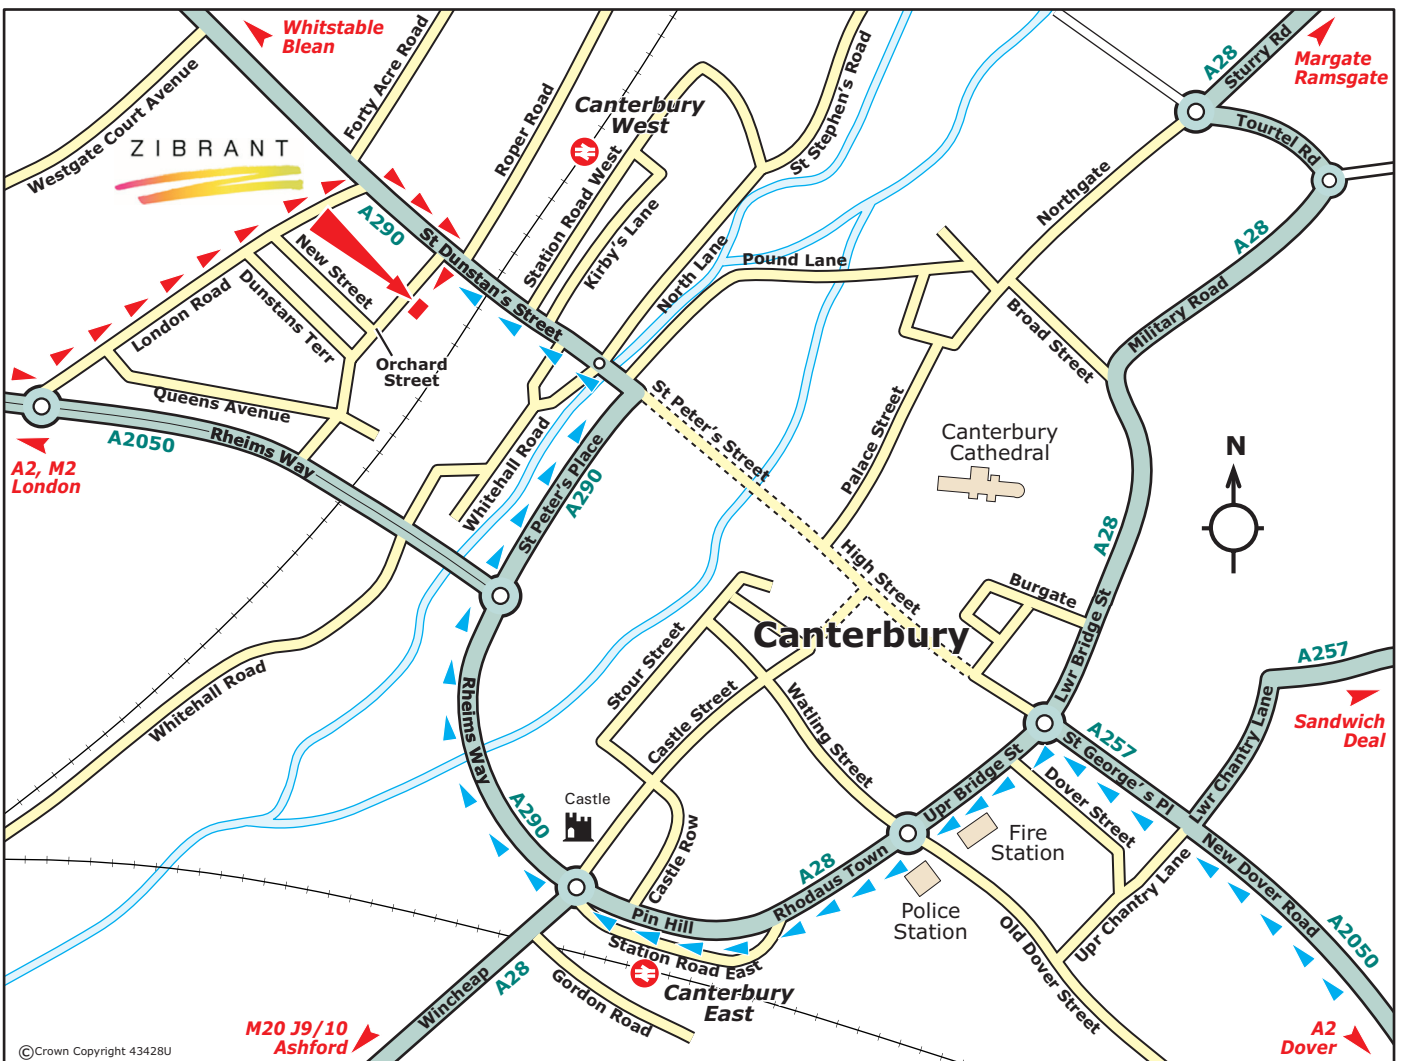 Whitstable
Blean
Forty Acre Road
A28
Sturry Rd
Margate
Ramsgate
Westgate Court Avenue
ZIBRANT
Roper Road
Canterbury
West
St Stephen's Road
Tourtel Rd
A290
St Dunstan's Street
Station Road West
Kirby's Lane
North Lane
Pound Lane
Northgate
A28
New Street
Dunstans Terr
London Road
Orchard
Street
Broad Street
Military Road
Queens Avenue
A2050
Rheims Way
A2, M2
London
Whitehall Road
St Peter's Place
A290
St Peter's Street
Palace Street
Canterbury
Cathedral
N
A28
High Street
Burgate
Canterbury
Lwr Bridge St
A257
Stour Street
Whitehall Road
Rheims Way
Castle Street
Watling Street
Sandwich
Deal
Lwr Chantry Lane
A257
St George's Pl
Upr Bridge St
Dover Street
A290
Castle
Castle Row
Fire
Station
A28
Rhodaus Town
Upr Chantry Lane
New Dover Road
Police
Station
Pin Hill
Station Road East
Canterbury
East
Old Dover Street
A2050
Wincheap
A28
Gordon Road
M20 J9/10
Ashford
A2
Dover
©Crown Copyright 43428U